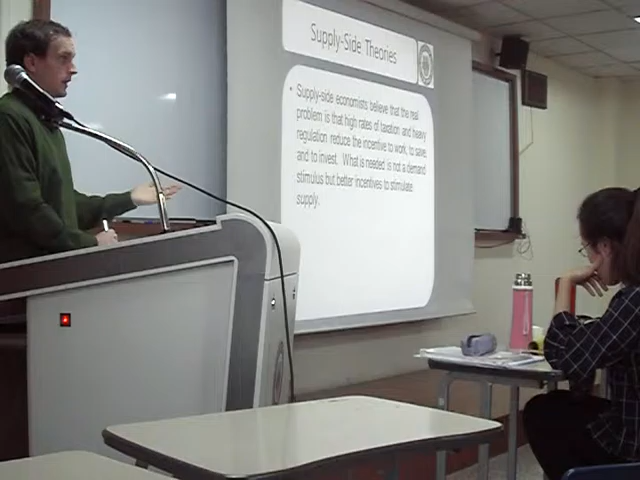 Supply-Side Theories
• Supply-side economists believe that the real
problem is that high rates of taxation and heavy
regulation reduce the incentive to work, to save,
and to invest. What is needed is not a demand
stimulus but better incentives to stimulate
supply.